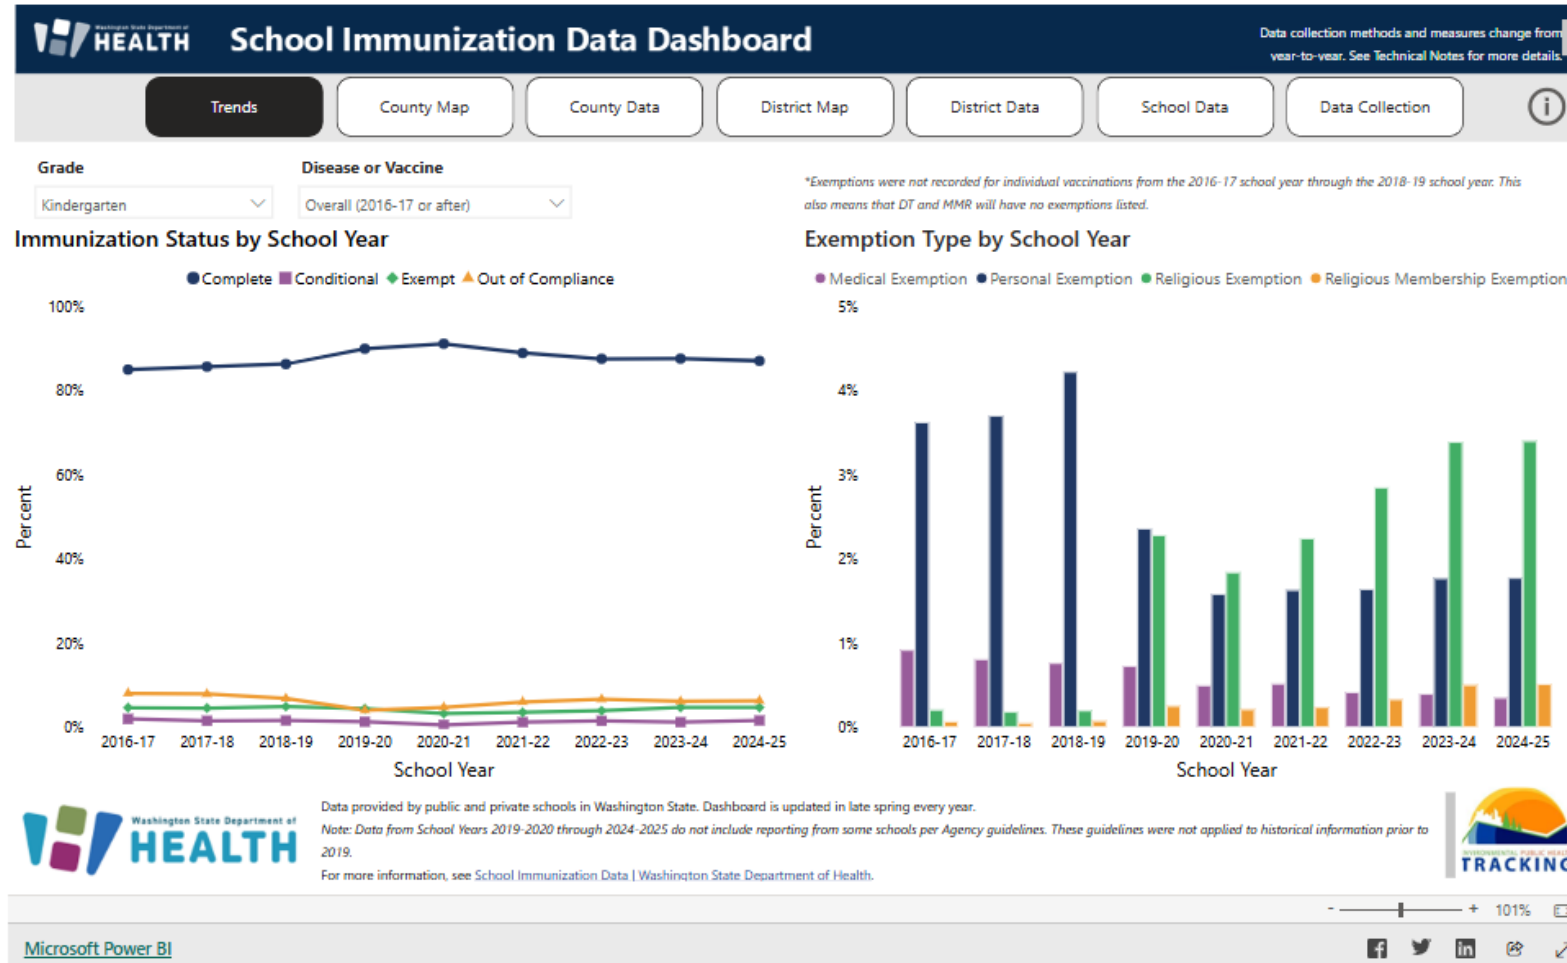 Washington State Department of
HEALTH
School Immunization Data Dashboard
Data collection methods and measures change from
year-to-year. See Technical Notes for more details.
Trends
County Map
County Data
District Map
District Data
School Data
Data Collection
i
Grade
Disease or Vaccine
Kindergarten
Overall (2016-17 or after)
*Exemptions were not recorded for individual vaccinations from the 2016-17 school year through the 2018-19 school year. This
also means that DT and MMR will have no exemptions listed.
Immunization Status by School Year
Complete Conditional Exempt Out of Compliance
100%
80%
60%
40%
20%
0%
Percent
2016-17 2017-18 2018-19 2019-20 2020-21 2021-22 2022-23 2023-24 2024-25
School Year
Exemption Type by School Year
Medical Exemption Personal Exemption Religious Exemption Religious Membership Exemption
5%
4%
3%
2%
1%
0%
Percent
2016-17 2017-18 2018-19 2019-20 2020-21 2021-22 2022-23 2023-24 2024-25
School Year
Washington State Department of
HEALTH
Data provided by public and private schools in Washington State. Dashboard is updated in late spring every year.
Note: Data from School Years 2019-2020 through 2024-2025 do not include reporting from some schools per Agency guidelines. These guidelines were not applied to historical information prior to
2019.
For more information, see School Immunization Data | Washington State Department of Health.
TRACKING
- + 101%
Microsoft Power BI